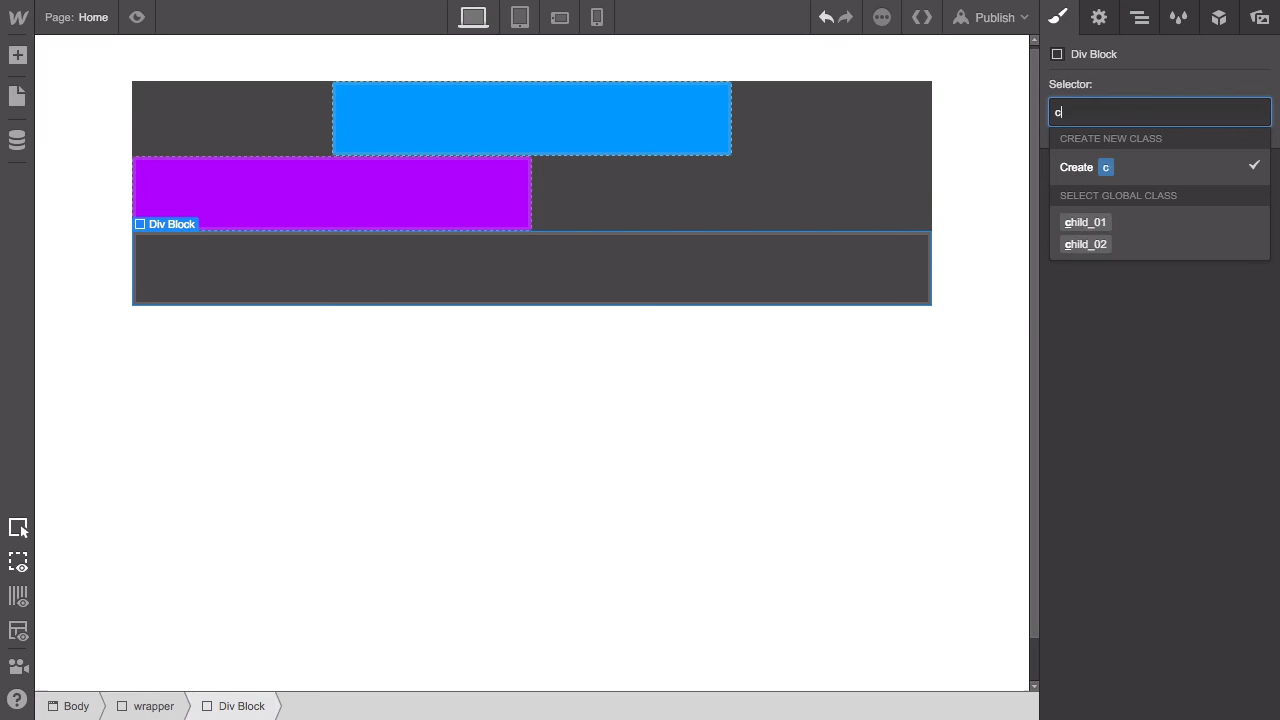 Page: Home
Publish
Div Block
Selector:
c
CREATE NEW CLASS
Create c
SELECT GLOBAL CLASS
child_01
child_02
Div Block
Body
wrapper
Div Block